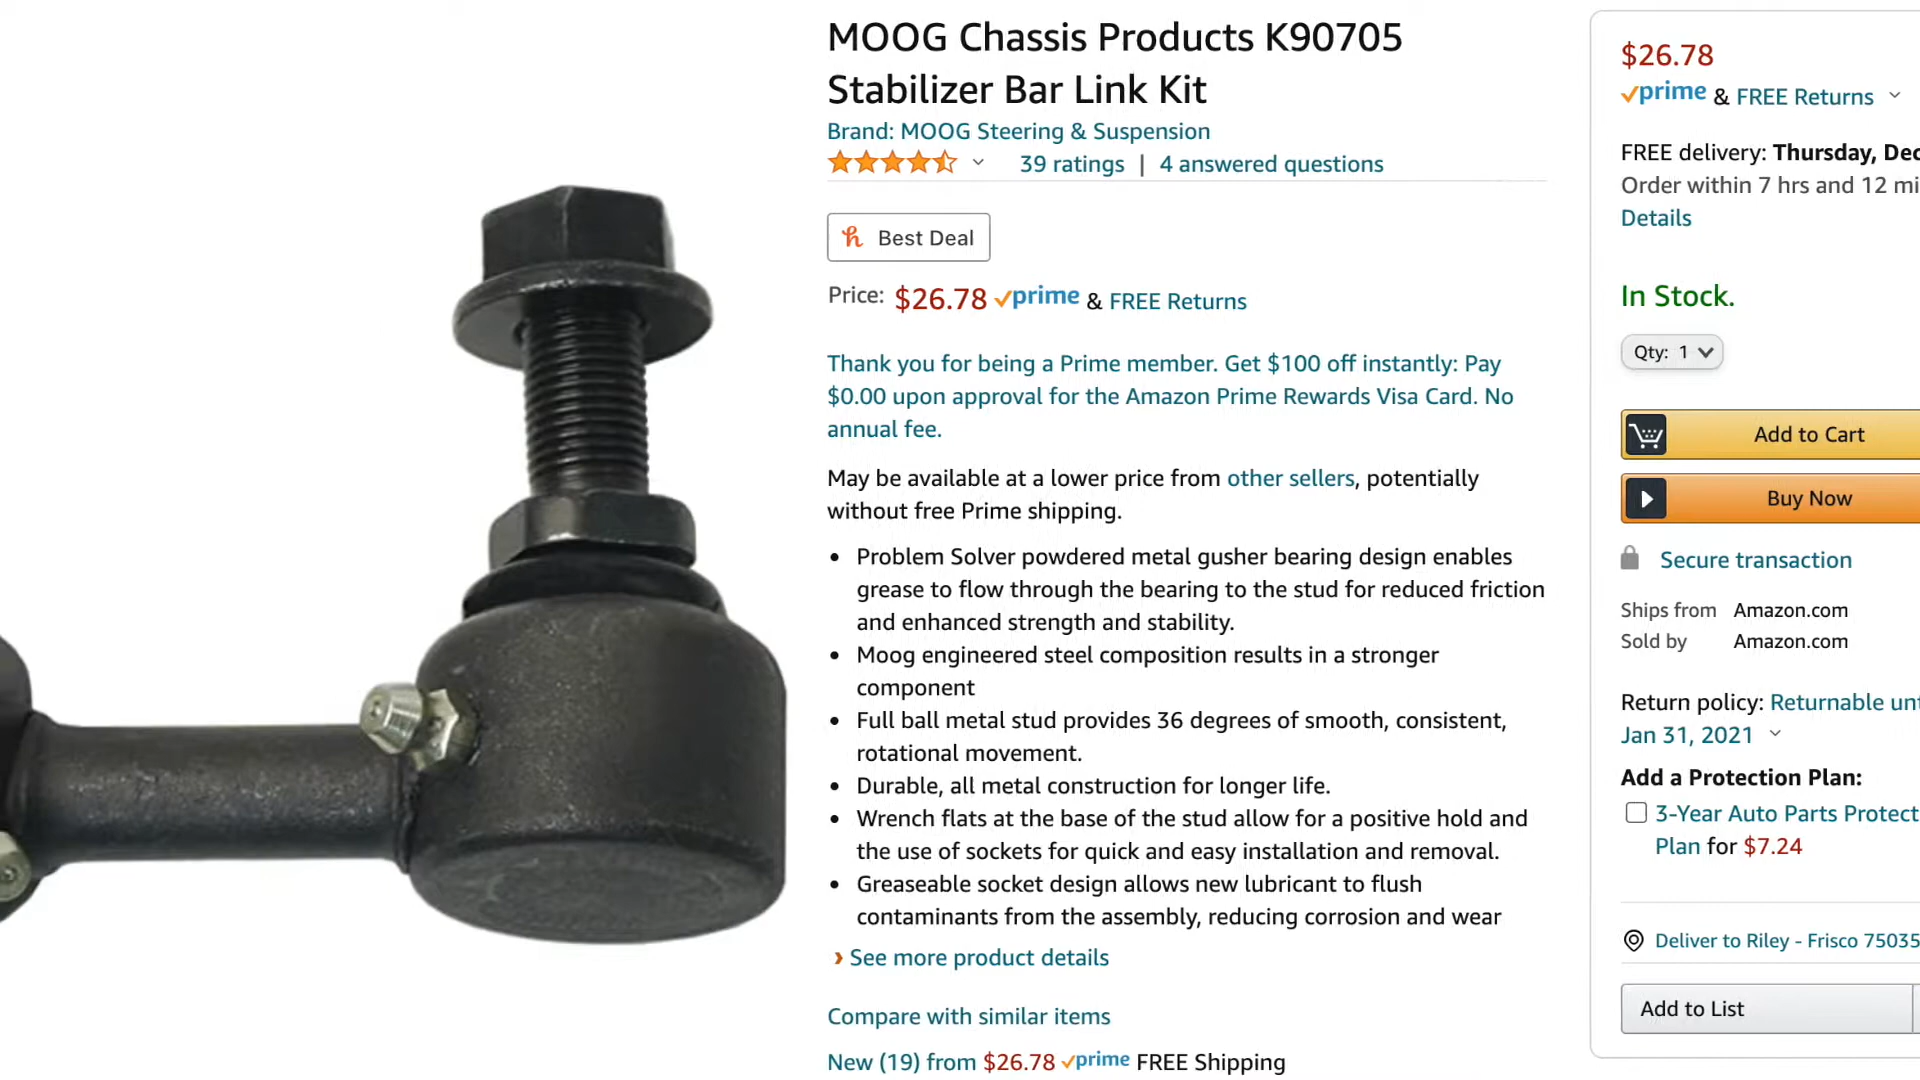 MOOG Chassis Products K90705
Stabilizer Bar Link Kit
Brand: MOOG Steering & Suspension
39 ratings | 4 answered questions
Best Deal
Price: $26.78 prime & FREE Returns
Thank you for being a Prime member. Get $100 off instantly: Pay
$0.00 upon approval for the Amazon Prime Rewards Visa Card. No
annual fee.
May be available at a lower price from other sellers, potentially
without free Prime shipping.
• Problem Solver powdered metal gusher bearing design enables
grease to flow through the bearing to the stud for reduced friction
and enhanced strength and stability.
• Moog engineered steel composition results in a stronger
component
• Full ball metal stud provides 36 degrees of smooth, consistent,
rotational movement.
• Durable, all metal construction for longer life.
• Wrench flats at the base of the stud allow for a positive hold and
the use of sockets for quick and easy installation and removal.
• Greaseable socket design allows new lubricant to flush
contaminants from the assembly, reducing corrosion and wear
› See more product details
Compare with similar items
New (19) from $26.78 prime FREE Shipping
$26.78
prime & FREE Returns
FREE delivery: Thursday, Dec
Order within 7 hrs and 12 mi
Details
In Stock.
Qty: 1
Add to Cart
Buy Now
Secure transaction
Ships from Amazon.com
Sold by Amazon.com
Return policy: Returnable unt
Jan 31, 2021
Add a Protection Plan:
3-Year Auto Parts Protect
Plan for $7.24
Deliver to Riley - Frisco 75035
Add to List